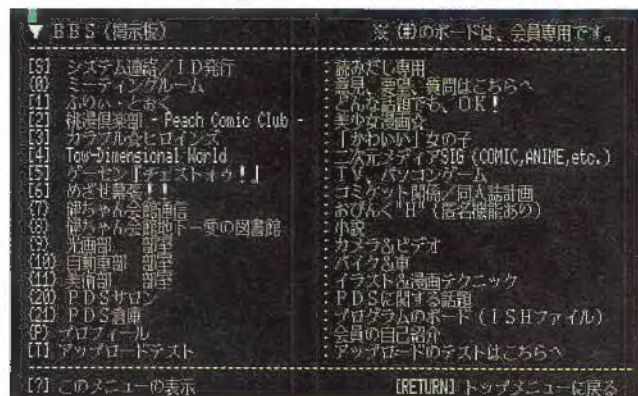 ▼ BBS (掲示板) ※ {#}のボードは、会員専用です。
[S] システム連絡/ID発行 :読みだし専用
{0} ミーティングルーム :意見、要望、質問はこちらへ
[1] ふりぃ・とおく :どんな話題でも、OK!
[2] 桃漫倶楽部 - Peach Comic Club - :美少女漫画☆
[3] カラフル☆ヒロインズ :「かわいい」女の子
[4] Tow-Dimensional World :二次元メディアSIG (COMIC,ANIME,etc.)
[5] ゲーセン『チェストォゥ!』 :TV、パソコンゲーム
[6] めざせ幕張!! :コミケット関係/同人誌計画
{7} ちゃん会館通信 :おぴんく"H" (匿名機能あり)
{8} ちゃん会館地下ー愛の図書館 :小説
{9} 光画部 部室 :カメラ&ビデオ
{10} 自動車部 部室 :バイク&車
{11} 美術部 部室 :イラスト&漫画テクニック
{20} PDSサロン :PDSに関する話題
{21} PDS倉庫 :プログラムのボード (ISHファイル)
{P} プロフィール :会員の自己紹介
[T] アップロードテスト :アップロードのテストはこちらへ
[?] このメニューの表示 [RETURN] トップメニューに戻る